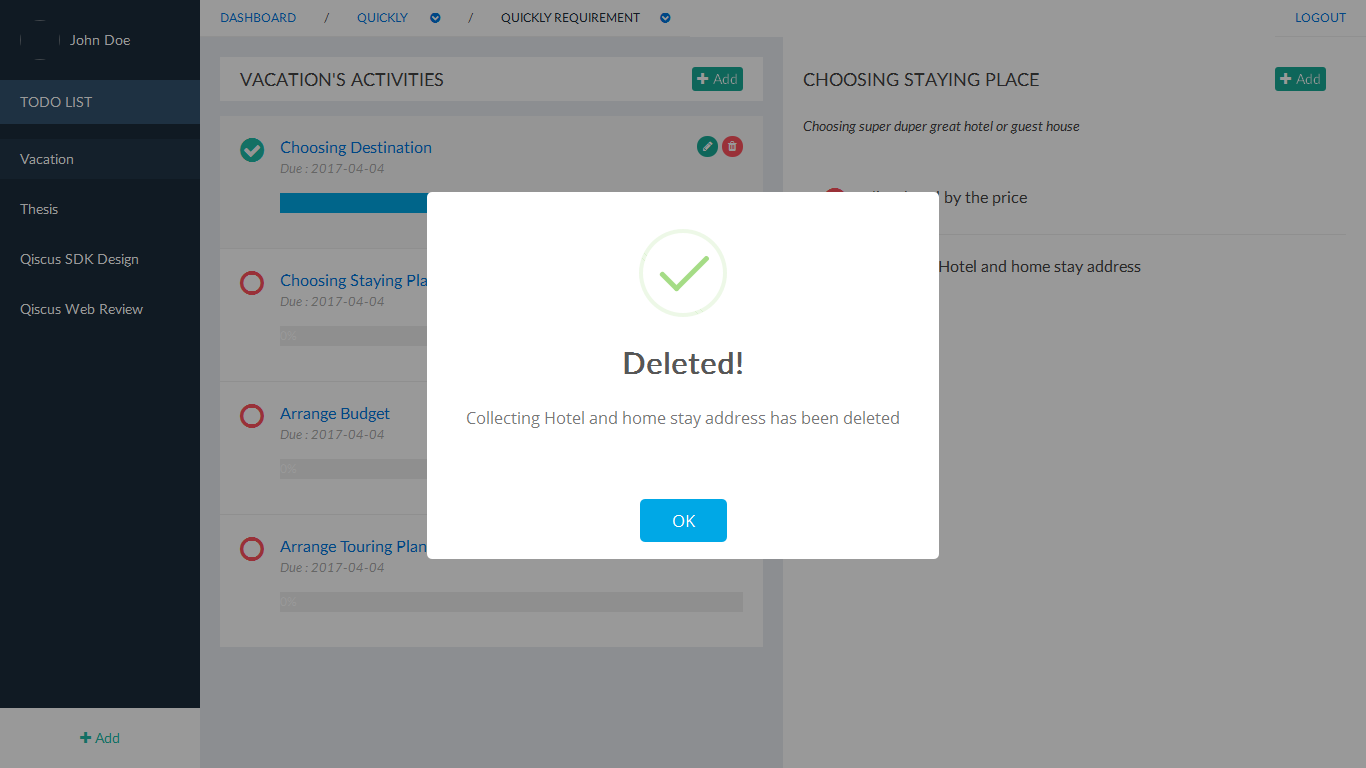 John Doe
TODO LIST
Vacation
Thesis
Qiscus SDK Design
Qiscus Web Review
Add
DASHBOARD / QUICKLY / QUICKLY REQUIREMENT
LOGOUT
VACATION'S ACTIVITIES
Add
Choosing Destination
Due : 2017-04-04
Choosing Staying Pla
Due : 2017-04-04
0%
Arrange Budget
Due : 2017-04-04
0%
Arrange Touring Plan
Due : 2017-04-04
0%
CHOOSING STAYING PLACE
Add
Choosing super duper great hotel or guest house
by the price
Hotel and home stay address
Deleted!
Collecting Hotel and home stay address has been deleted
OK